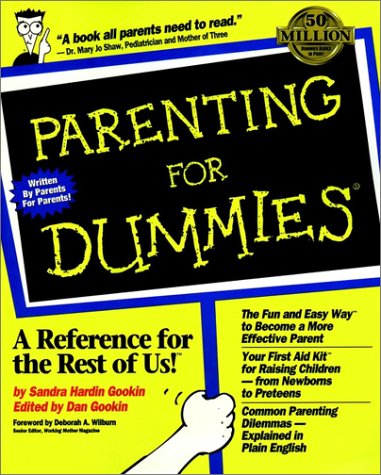 "A book all parents need to read."
— Dr. Mary Jo Shaw, Pediatrician and Mother of Three
50
MILLION
DUMMIES Books
in Print
PARENTING
FOR
DUMMIES®
Written
By Parents
For Parents!
A Reference for
the Rest of Us!™
by Sandra Hardin Gookin
Edited by Dan Gookin
Foreword by Deborah A. Wilburn
Senior Editor, Working Mother Magazine
The Fun and Easy Way™
to Become a More
Effective Parent
Your First Aid Kit™
for Raising Children
—from Newborns
to Preteens
Common Parenting
Dilemmas —
Explained in
Plain English